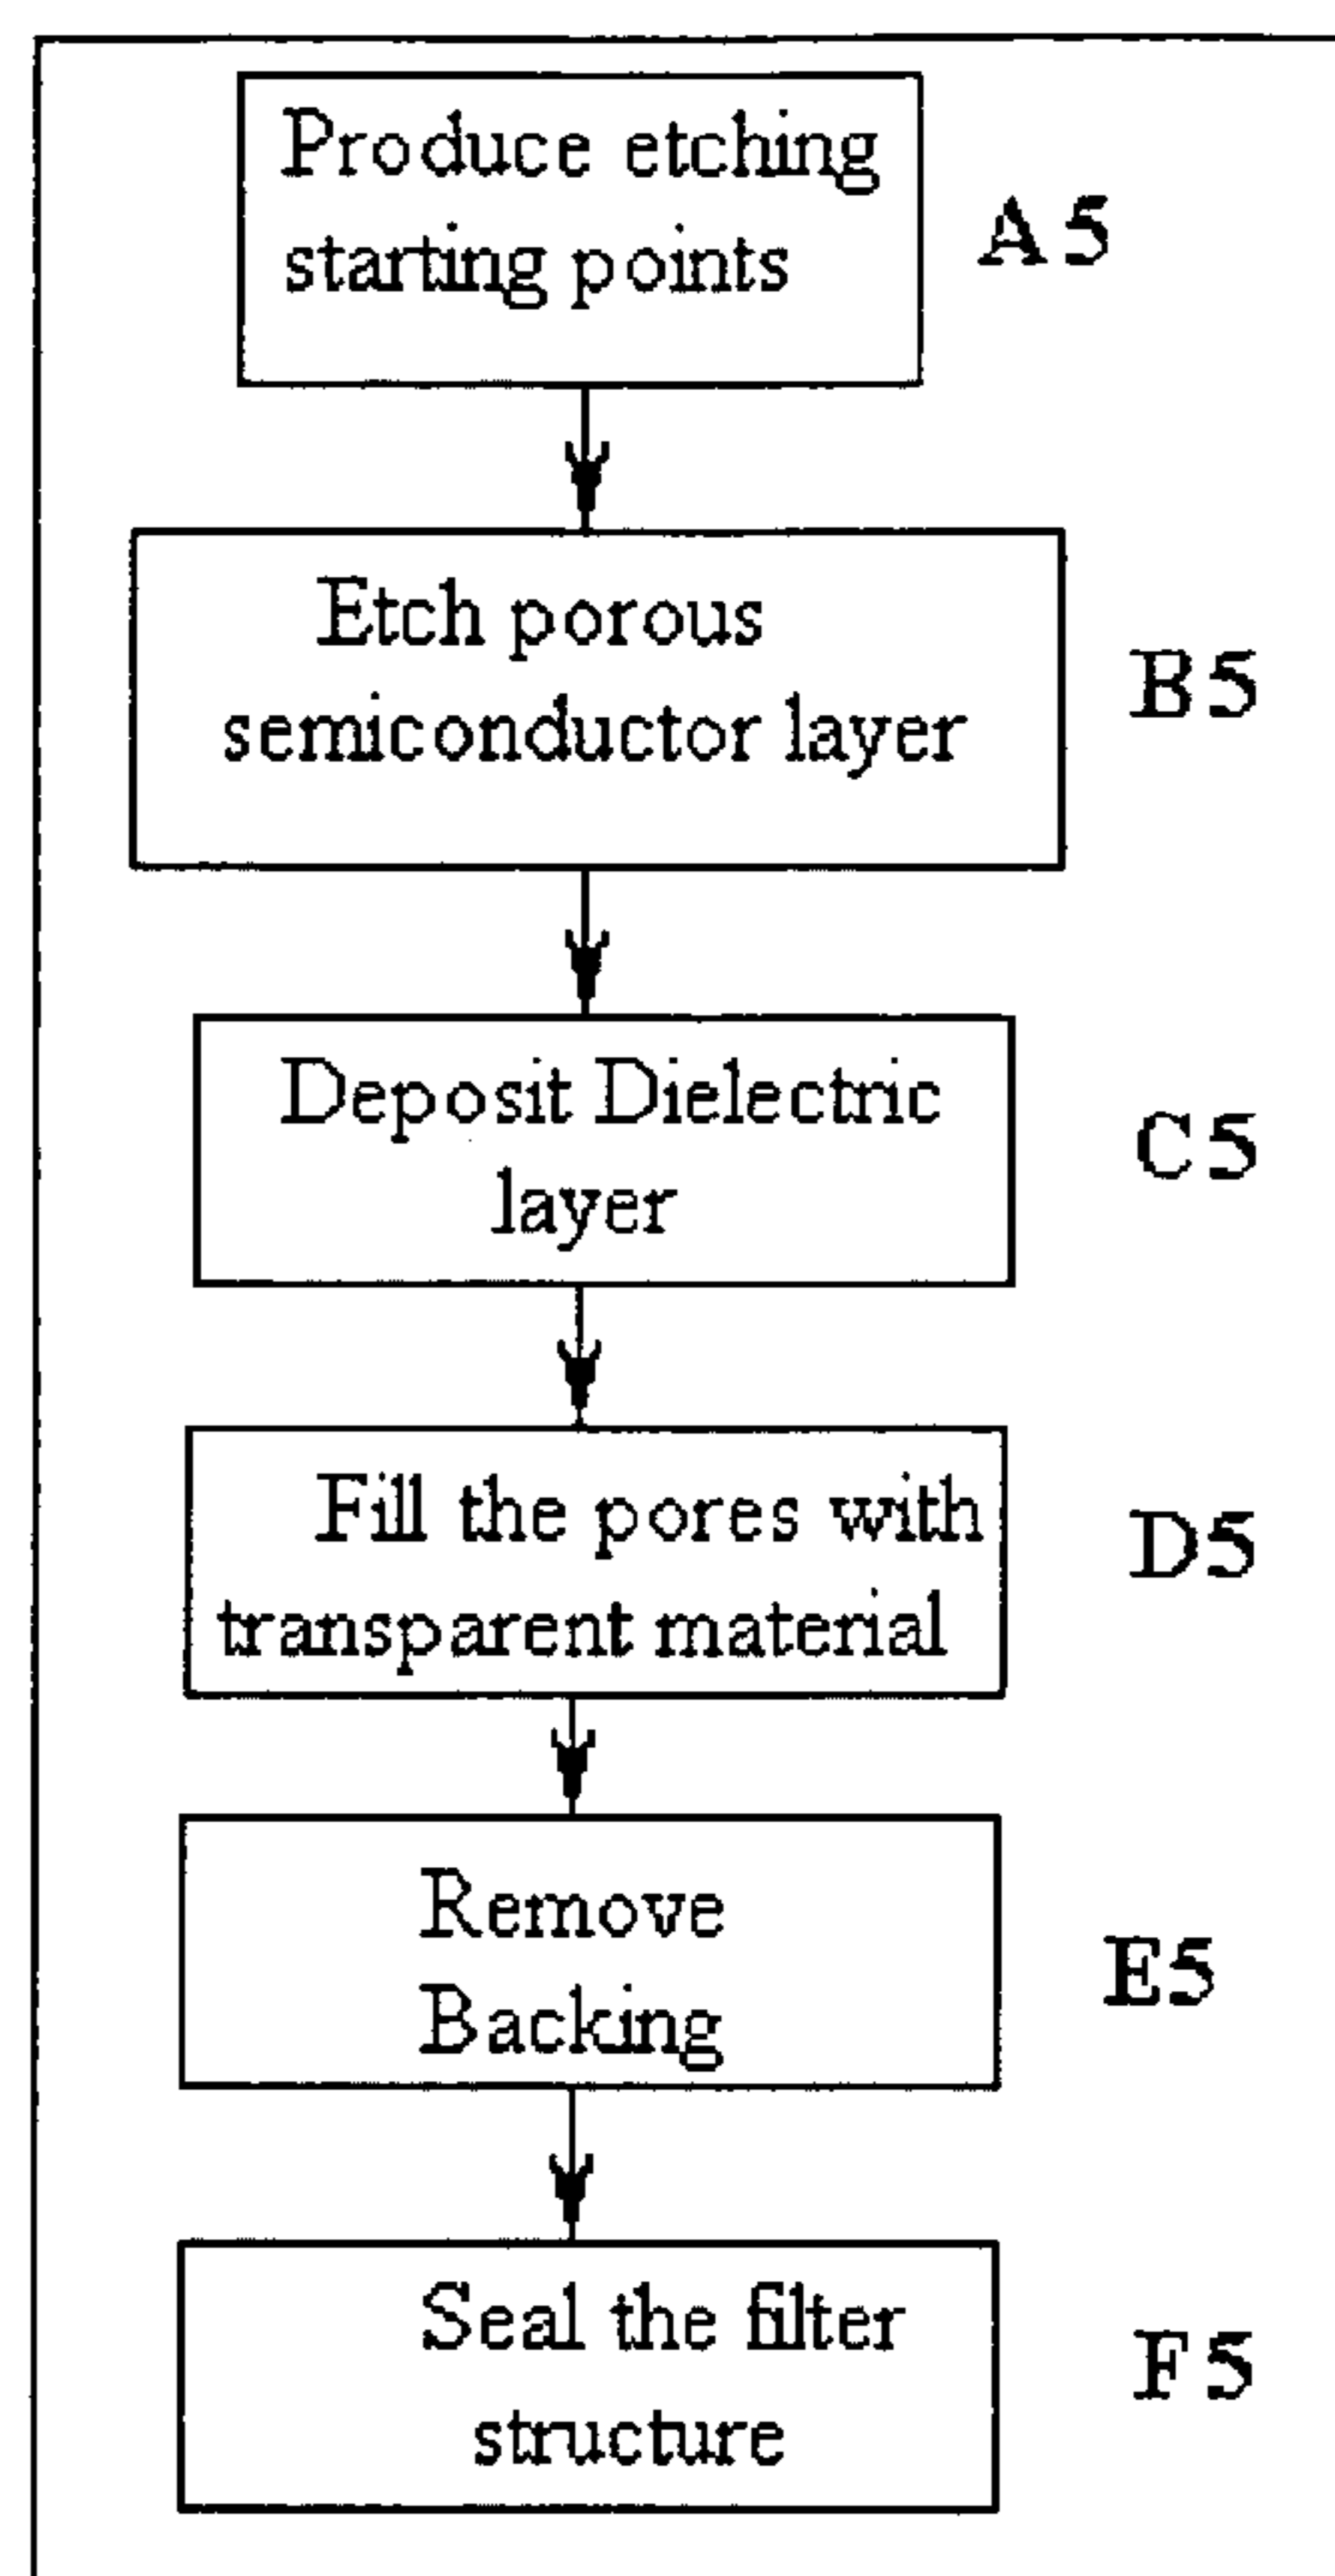 Produce etching
starting points
A5
Etch porous
semiconductor layer
B5
Deposit Dielectric
layer
C5
Fill the pores with
transparent material
D5
Remove
Backing
E5
Seal the filter
structure
F5